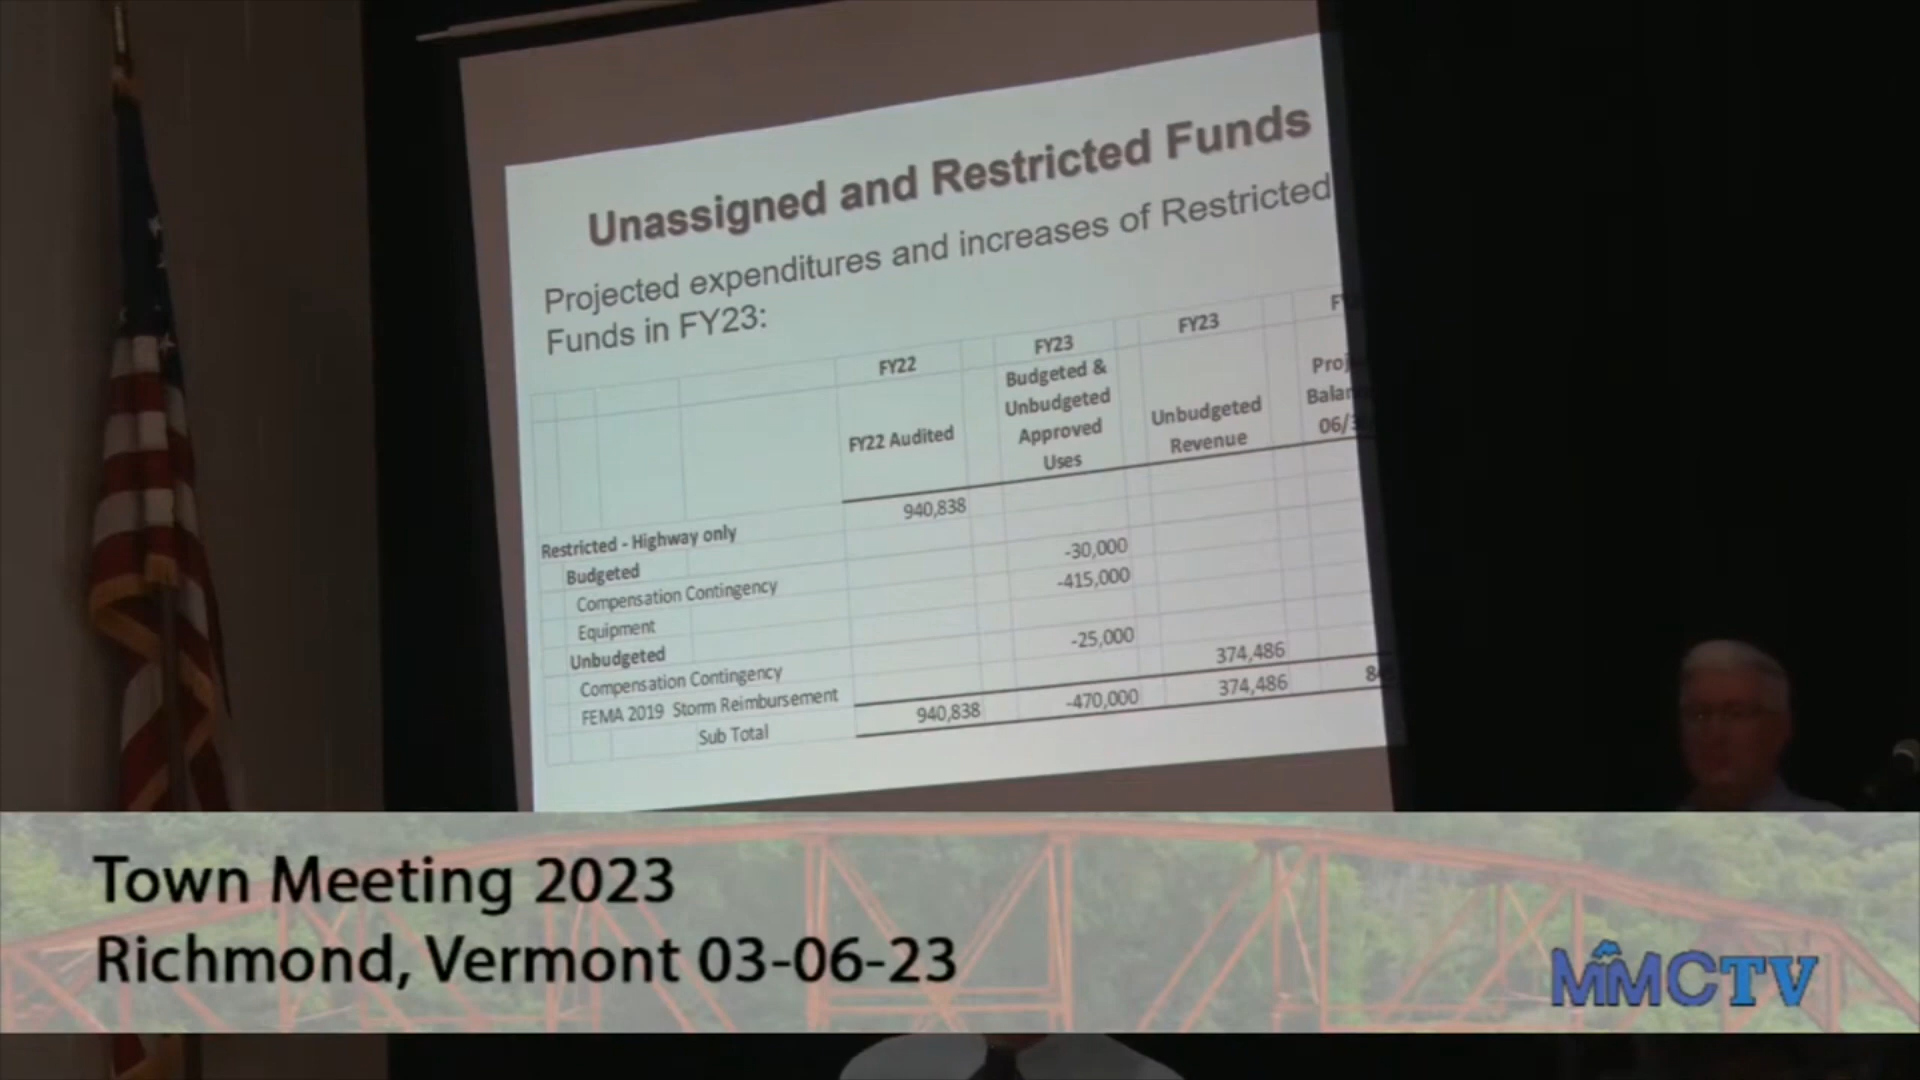 Unassigned and Restricted Funds
Projected expenditures and increases of Restricted
Funds in FY23:
FY22 FY23 FY23
FY22 Audited Budgeted & Unbudgeted Approved Uses Unbudgeted Revenue
Restricted - Highway only 940,838
Budgeted
Compensation Contingency -30,000
Equipment -415,000
Unbudgeted
Compensation Contingency -25,000
FEMA 2019 Storm Reimbursement 374,486
Sub Total 940,838 -470,000 374,486
Town Meeting 2023
Richmond, Vermont 03-06-23
MMCTV